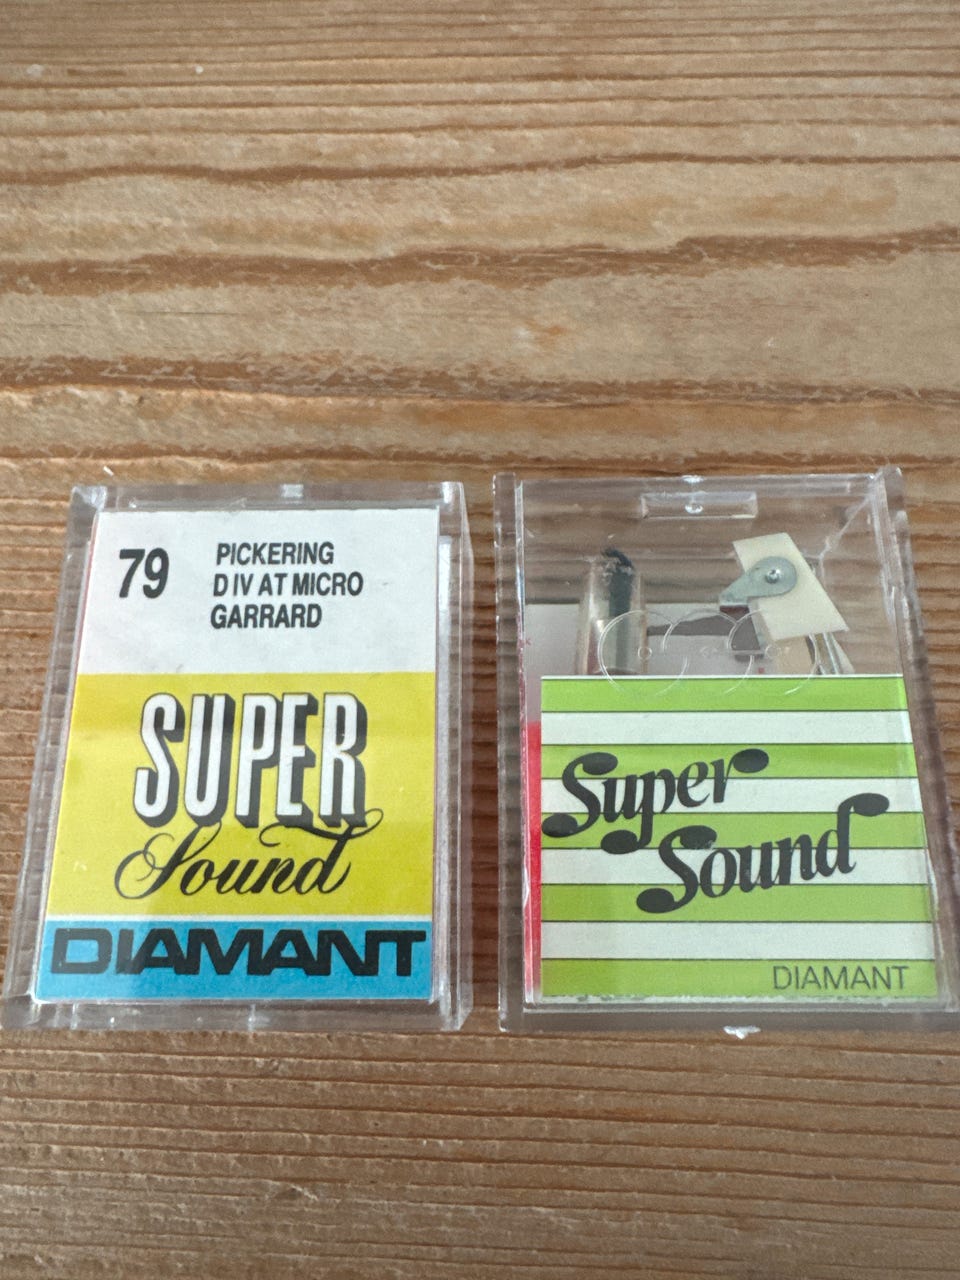 79
PICKERING
D IV AT MICRO
GARRARD
SUPER
Sound
DIAMANT
Super
Sound
DIAMANT